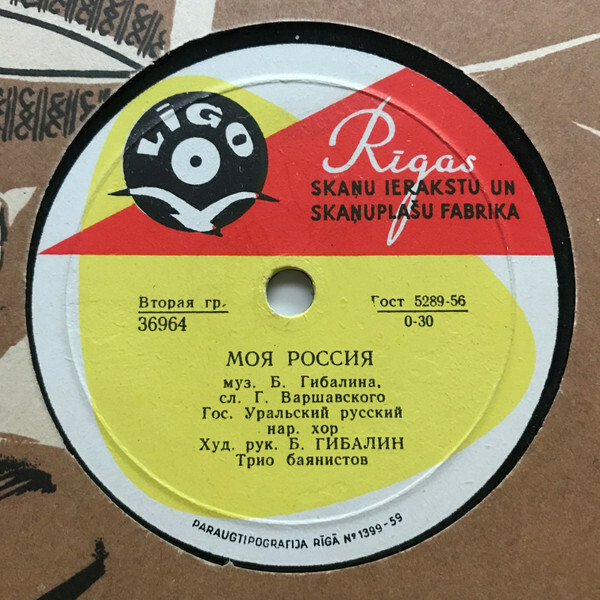 LĪGO
Rīgas
SKAŅU IERAKSTU UN
SKAŅUPLAŠU FABRIKA
Вторая гр.
36964
Гост 5289-56
0-30
МОЯ РОССИЯ
муз. Б. Гибалина,
сл. Г. Варшавского
Гос. Уральский русский
нар. хор
Худ. рук. Б. ГИБАЛИН
Трио баянистов
PARAUGTIPOGRAFIJA RĪGĀ Nº 1399-59